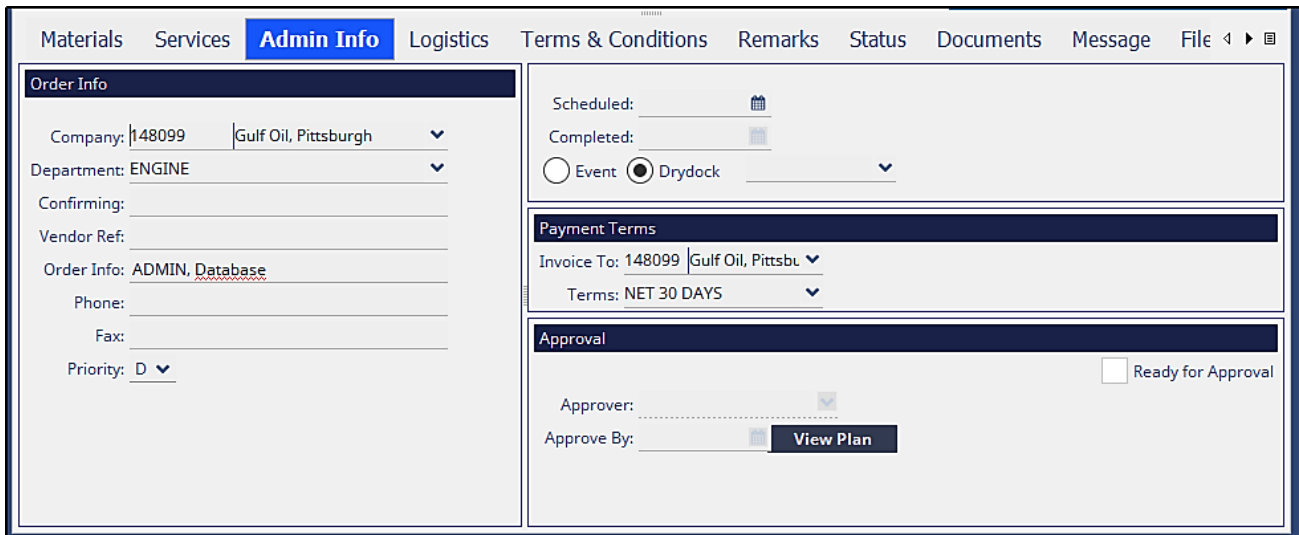 Materials Services Admin Info Logistics Terms & Conditions Remarks Status Documents Message File
Order Info
Company: 148099 Gulf Oil, Pittsburgh
Department: ENGINE
Confirming:
Vendor Ref:
Order Info: ADMIN, Database
Phone:
Fax:
Priority: D
Scheduled:
Completed:
Event Drydock
Payment Terms
Invoice To: 148099 Gulf Oil, Pittsbu
Terms: NET 30 DAYS
Approval
Ready for Approval
Approver:
Approve By: View Plan